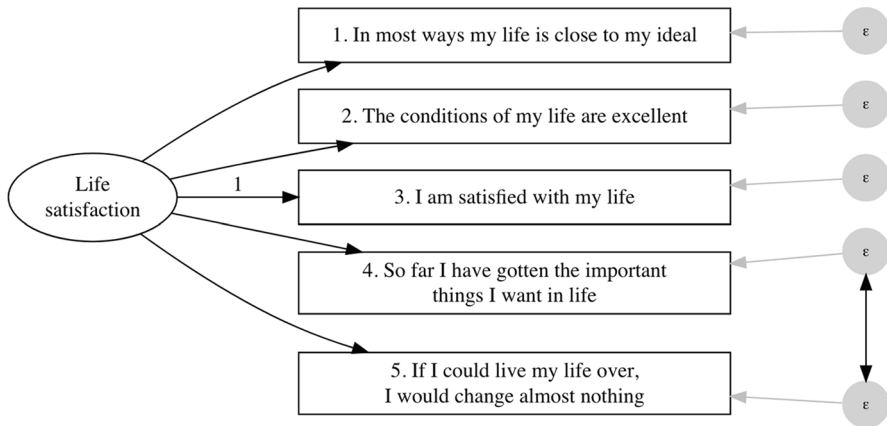 1. In most ways my life is close to my ideal
ε
2. The conditions of my life are excellent
ε
Life
satisfaction
1
3. I am satisfied with my life
ε
4. So far I have gotten the important
things I want in life
ε
5. If I could live my life over,
I would change almost nothing
ε